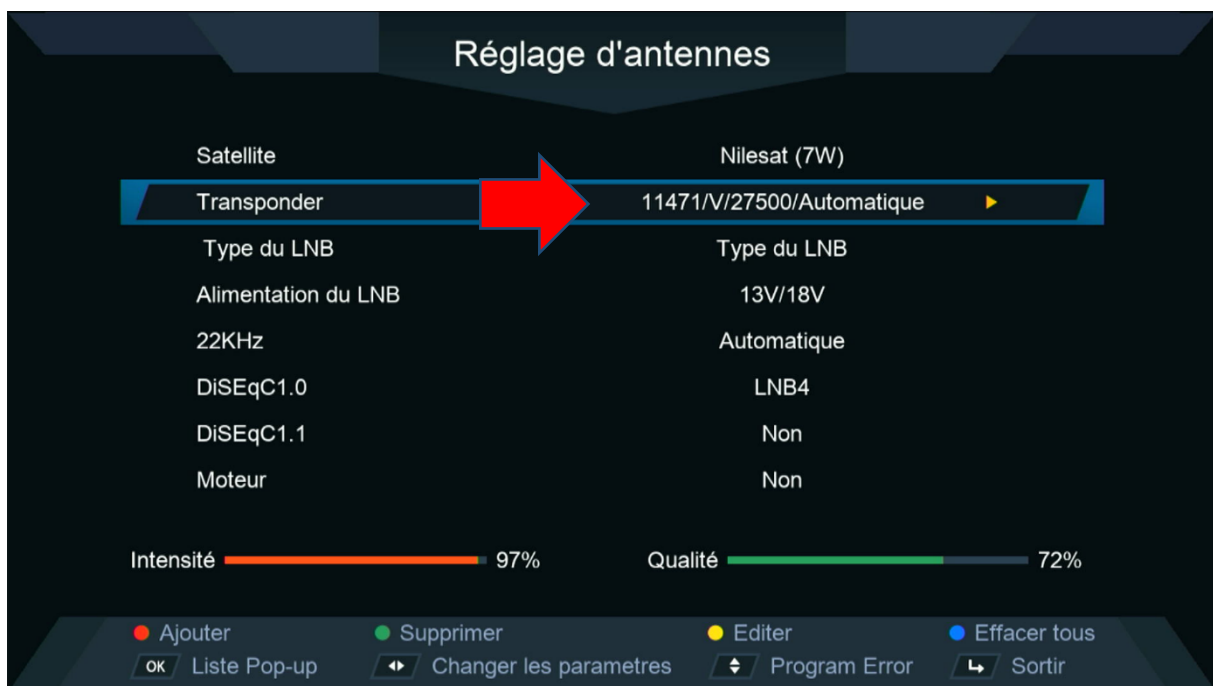 Réglage d'antennes
Satellite Nilesat (7W)
Transponder 11471/V/27500/Automatique
Type du LNB Type du LNB
Alimentation du LNB 13V/18V
22KHz Automatique
DiSEqC1.0 LNB4
DiSEqC1.1 Non
Moteur Non
Intensité 97% Qualité 72%
Ajouter Supprimer Editer Effacer tous
OK Liste Pop-up Changer les parametres Program Error Sortir